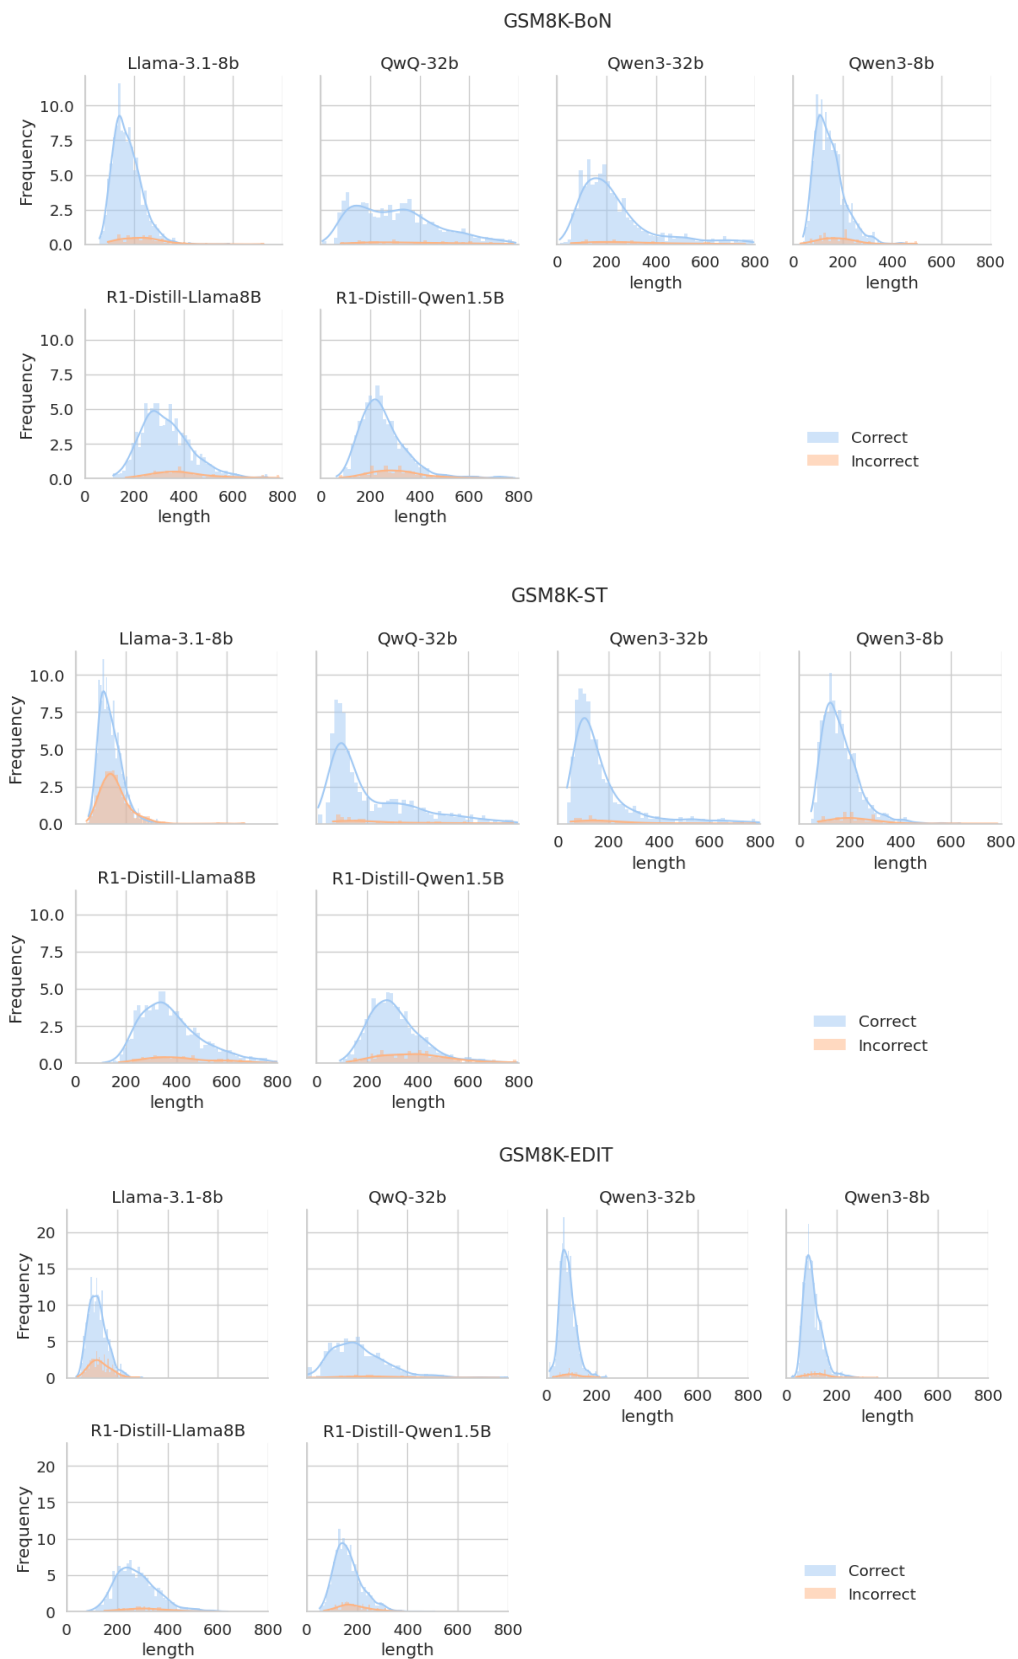 GSM8K-BoN
Llama-3.1-8b QwQ-32b Qwen3-32b Qwen3-8b
10.0
7.5
5.0
2.5
0.0
Frequency
0 200 400 600 800 0 200 400 600 800
length length
R1-Distill-Llama8B R1-Distill-Qwen1.5B
10.0
7.5
5.0
2.5
0.0
Frequency
Correct
Incorrect
0 200 400 600 800 0 200 400 600 800
length length
GSM8K-ST
Llama-3.1-8b QwQ-32b Qwen3-32b Qwen3-8b
10.0
7.5
5.0
2.5
0.0
Frequency
0 200 400 600 800 0 200 400 600 800
length length
R1-Distill-Llama8B R1-Distill-Qwen1.5B
10.0
7.5
5.0
2.5
0.0
Frequency
Correct
Incorrect
0 200 400 600 800 0 200 400 600 800
length length
GSM8K-EDIT
Llama-3.1-8b QwQ-32b Qwen3-32b Qwen3-8b
20
15
10
5
0
Frequency
0 200 400 600 800 0 200 400 600 800
length length
R1-Distill-Llama8B R1-Distill-Qwen1.5B
20
15
10
5
0
Frequency
Correct
Incorrect
0 200 400 600 800 0 200 400 600 800
length length